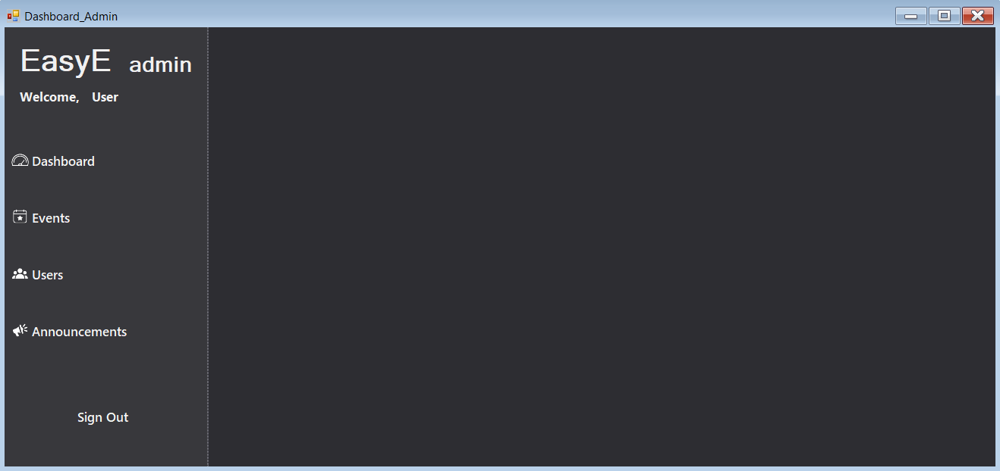 Dashboard_Admin
EasyE admin
Welcome, User
Dashboard
Events
Users
Announcements
Sign Out